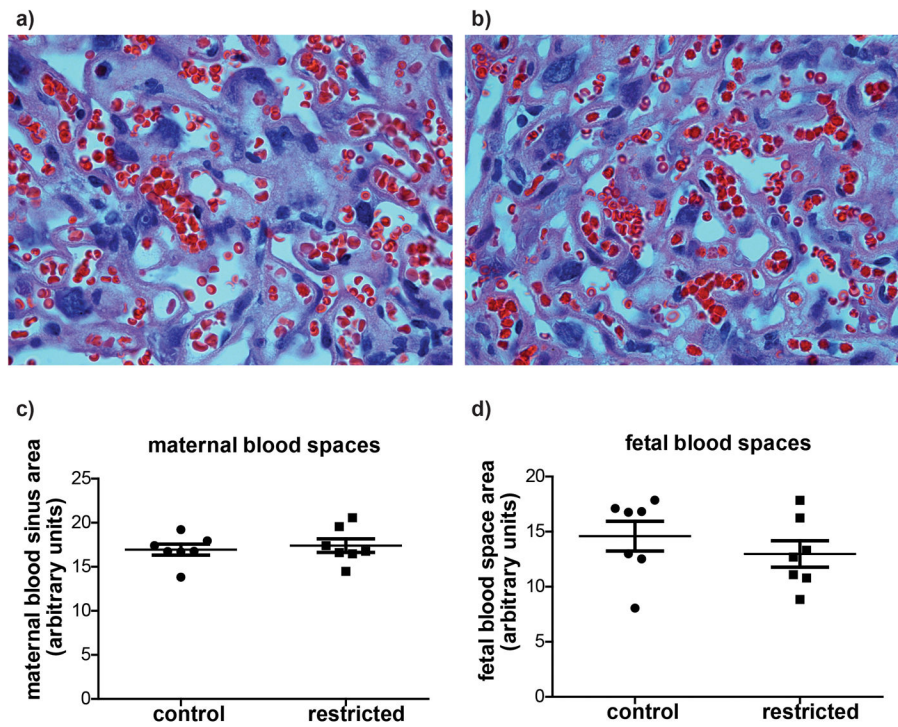 a)
b)
c)
maternal blood spaces
maternal blood sinus area
(arbitrary units)
25
20
15
10
5
0
control
restricted
d)
fetal blood spaces
fetal blood space area
(arbitrary units)
20
15
10
5
0
control
restricted